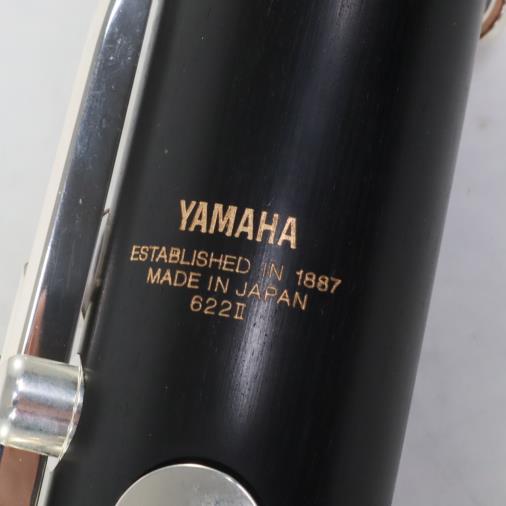 YAMAHA
ESTABLISHED IN 1887
MADE IN JAPAN
622II